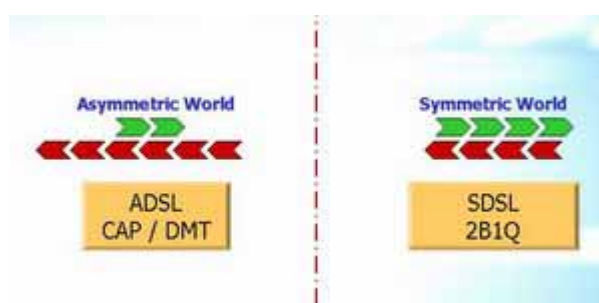 Asymmetric World
ADSL
CAP / DMT
Symmetric World
SDSL
2B1Q